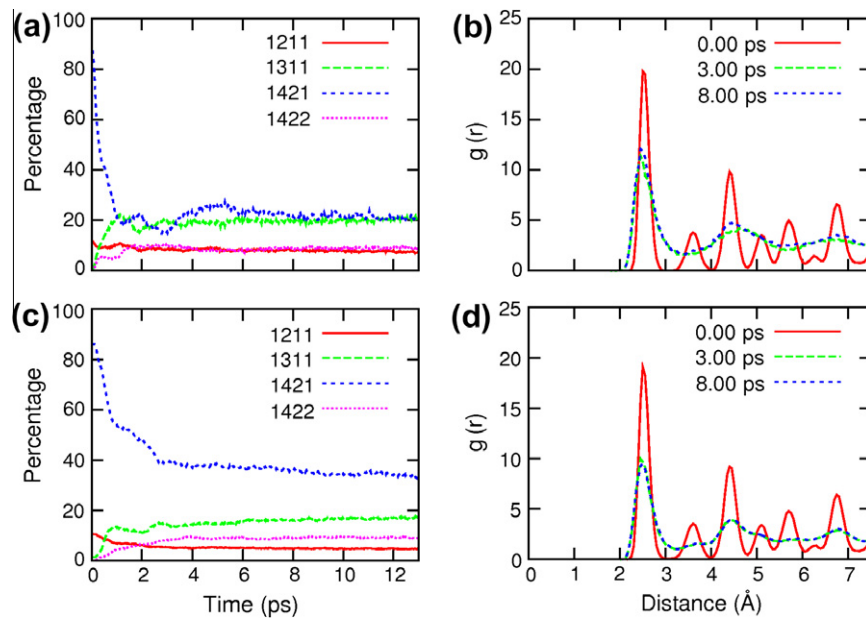 (a)
100
80
60
40
20
0
Percentage
1211
1311
1421
1422
(b)
25
20
15
10
5
0
g (r)
0.00 ps
3.00 ps
8.00 ps
(c)
100
80
60
40
20
0
Percentage
1211
1311
1421
1422
0 2 4 6 8 10 12
Time (ps)
(d)
25
20
15
10
5
0
g (r)
0.00 ps
3.00 ps
8.00 ps
0 1 2 3 4 5 6 7
Distance (Å)